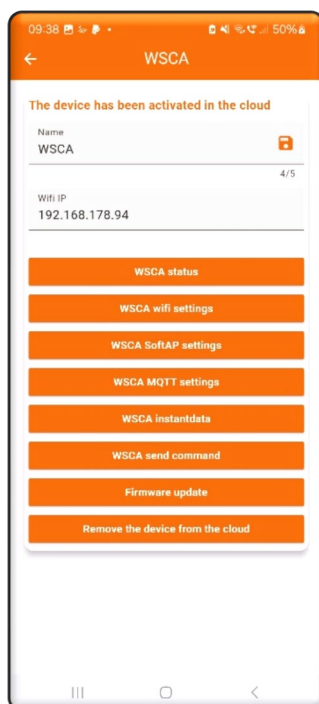 09:38 50%
WSCA
The device has been activated in the cloud
Name
WSCA
4/5
Wifi IP
192.168.178.94
WSCA status
WSCA wifi settings
WSCA SoftAP settings
WSCA MQTT settings
WSCA instantdata
WSCA send command
Firmware update
Remove the device from the cloud